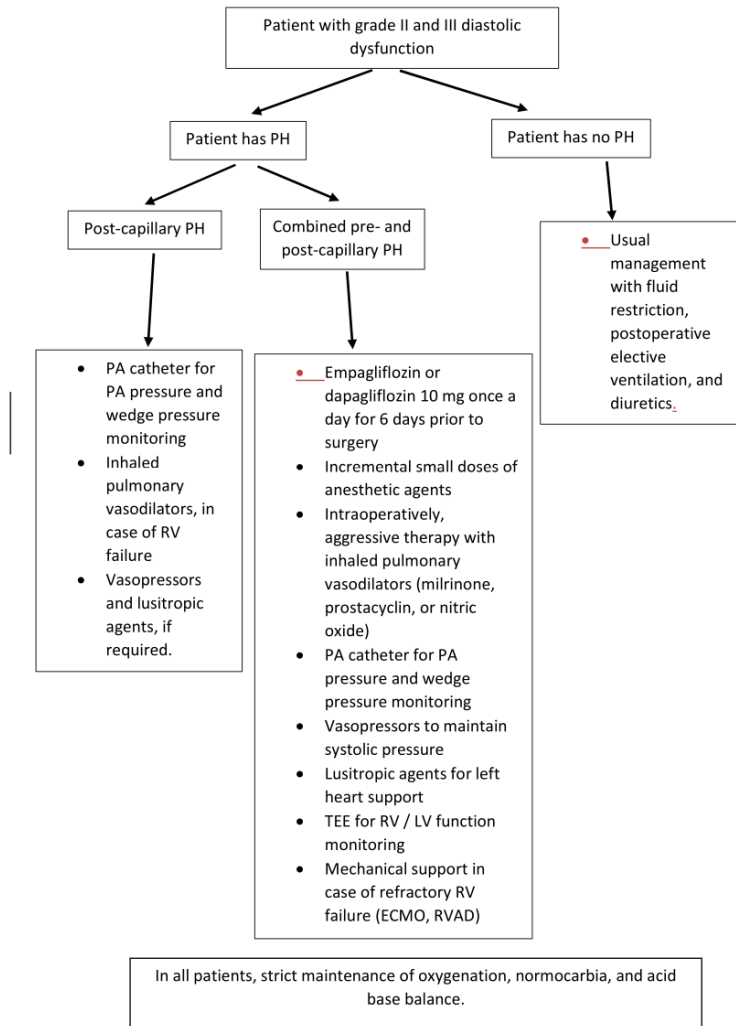 Patient with grade II and III diastolic
dysfunction
Patient has PH
Patient has no PH
Post-capillary PH
Combined pre- and
post-capillary PH
• Usual
management
with fluid
restriction,
postoperative
elective
ventilation, and
diuretics.
• PA catheter for
PA pressure and
wedge pressure
monitoring
• Inhaled
pulmonary
vasodilators, in
case of RV
failure
• Vasopressors
and lusitropic
agents, if
required.
• Empagliflozin or
dapagliflozin 10 mg once a
day for 6 days prior to
surgery
• Incremental small doses of
anesthetic agents
• Intraoperatively,
aggressive therapy with
inhaled pulmonary
vasodilators (milrinone,
prostacyclin, or nitric
oxide)
• PA catheter for PA
pressure and wedge
pressure monitoring
• Vasopressors to maintain
systolic pressure
• Lusitropic agents for left
heart support
• TEE for RV / LV function
monitoring
• Mechanical support in
case of refractory RV
failure (ECMO, RVAD)
In all patients, strict maintenance of oxygenation, normocarbia, and acid
base balance.